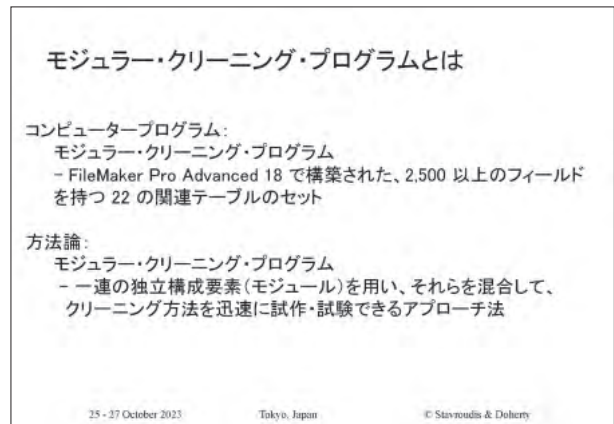 モジュラー・クリーニング・プログラムとは
コンピュータープログラム:
モジュラー・クリーニング・プログラム
– FileMaker Pro Advanced 18 で構築された、2,500 以上のフィールド
を持つ 22 の関連テーブルのセット
方法論:
モジュラー・クリーニング・プログラム
– 一連の独立構成要素(モジュール)を用い、それらを混合して、
クリーニング方法を迅速に試作・試験できるアプローチ法
25 - 27 October 2023 Tokyo, Japan © Stavroudis & Doherty